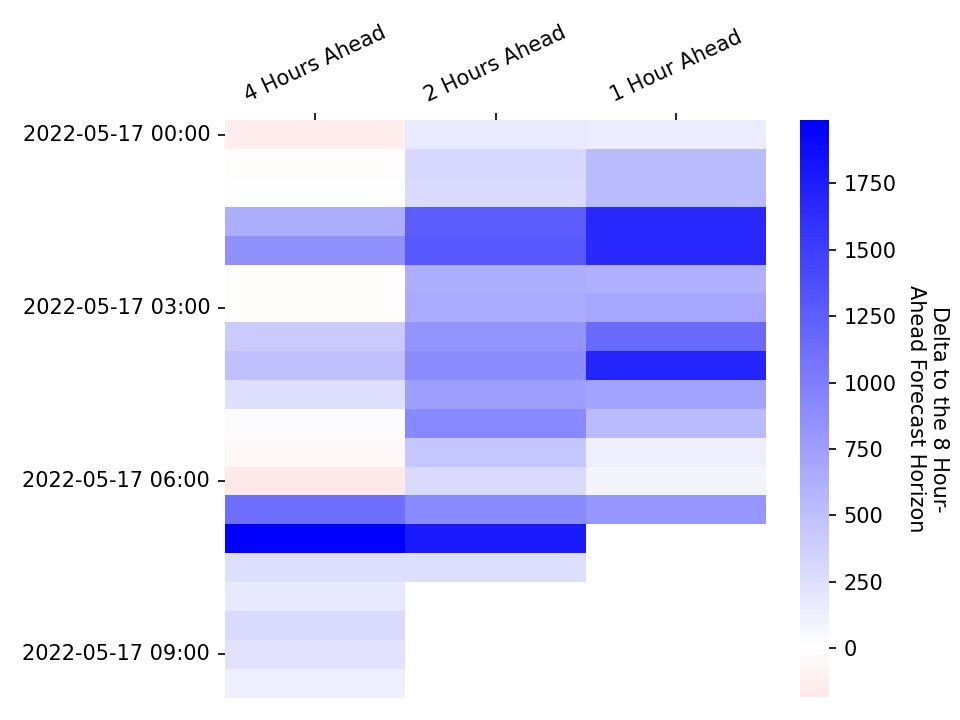 4 Hours Ahead
2 Hours Ahead
1 Hour Ahead
2022-05-17 00:00
2022-05-17 03:00
2022-05-17 06:00
2022-05-17 09:00
1750
1500
1250
1000
750
500
250
0
Delta to the 8 Hour-
Ahead Forecast Horizon